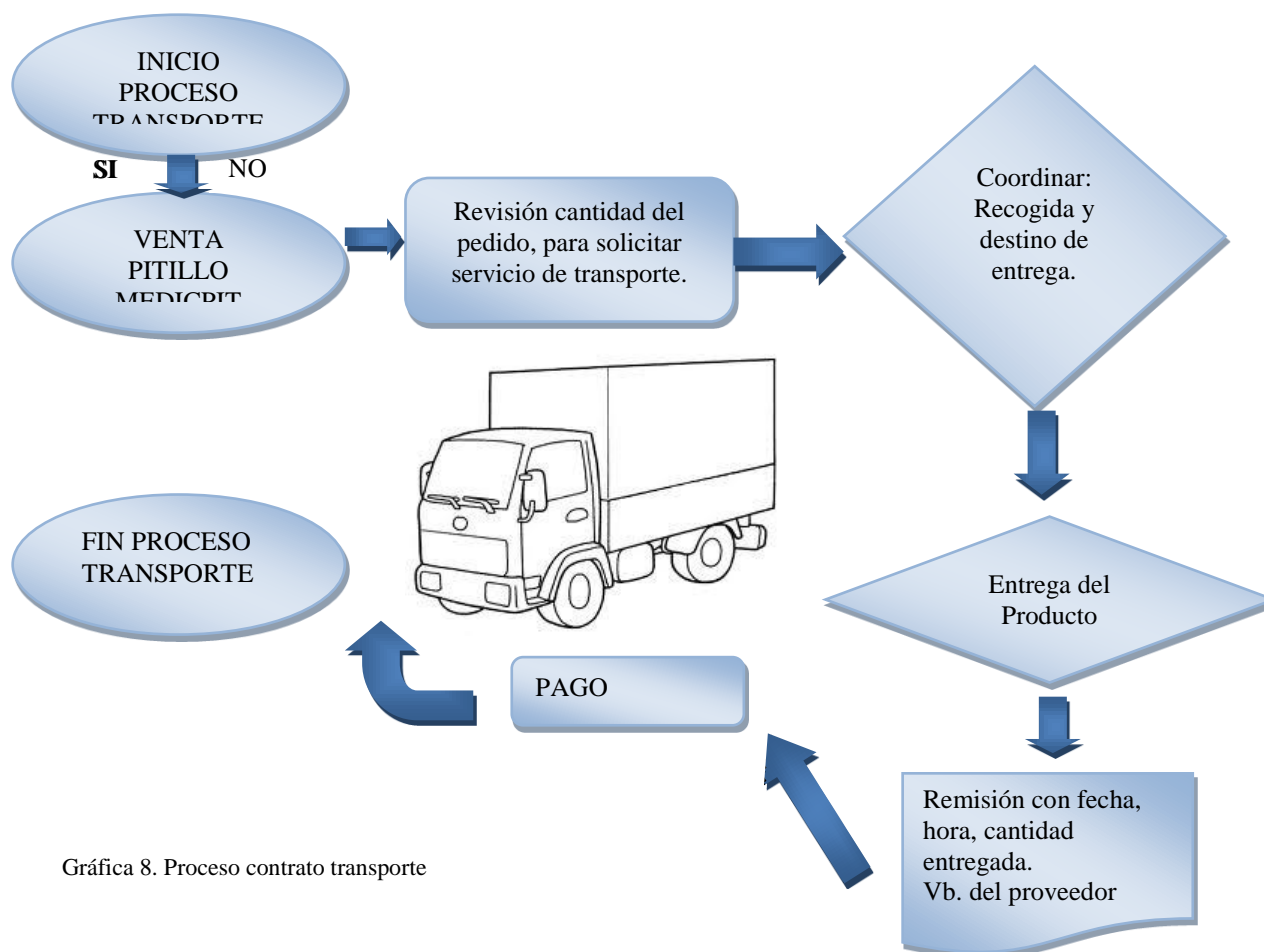 INICIO
PROCESO
TRANSPORTE
SI NO
VENTA
PITILLO
Revisión cantidad del
pedido, para solicitar
servicio de transporte.
Coordinar:
Recogida y
destino de
entrega.
Entrega del
Producto
Remisión con fecha,
hora, cantidad
entregada.
Vb. del proveedor
PAGO
FIN PROCESO
TRANSPORTE
Gráfica 8. Proceso contrato transporte